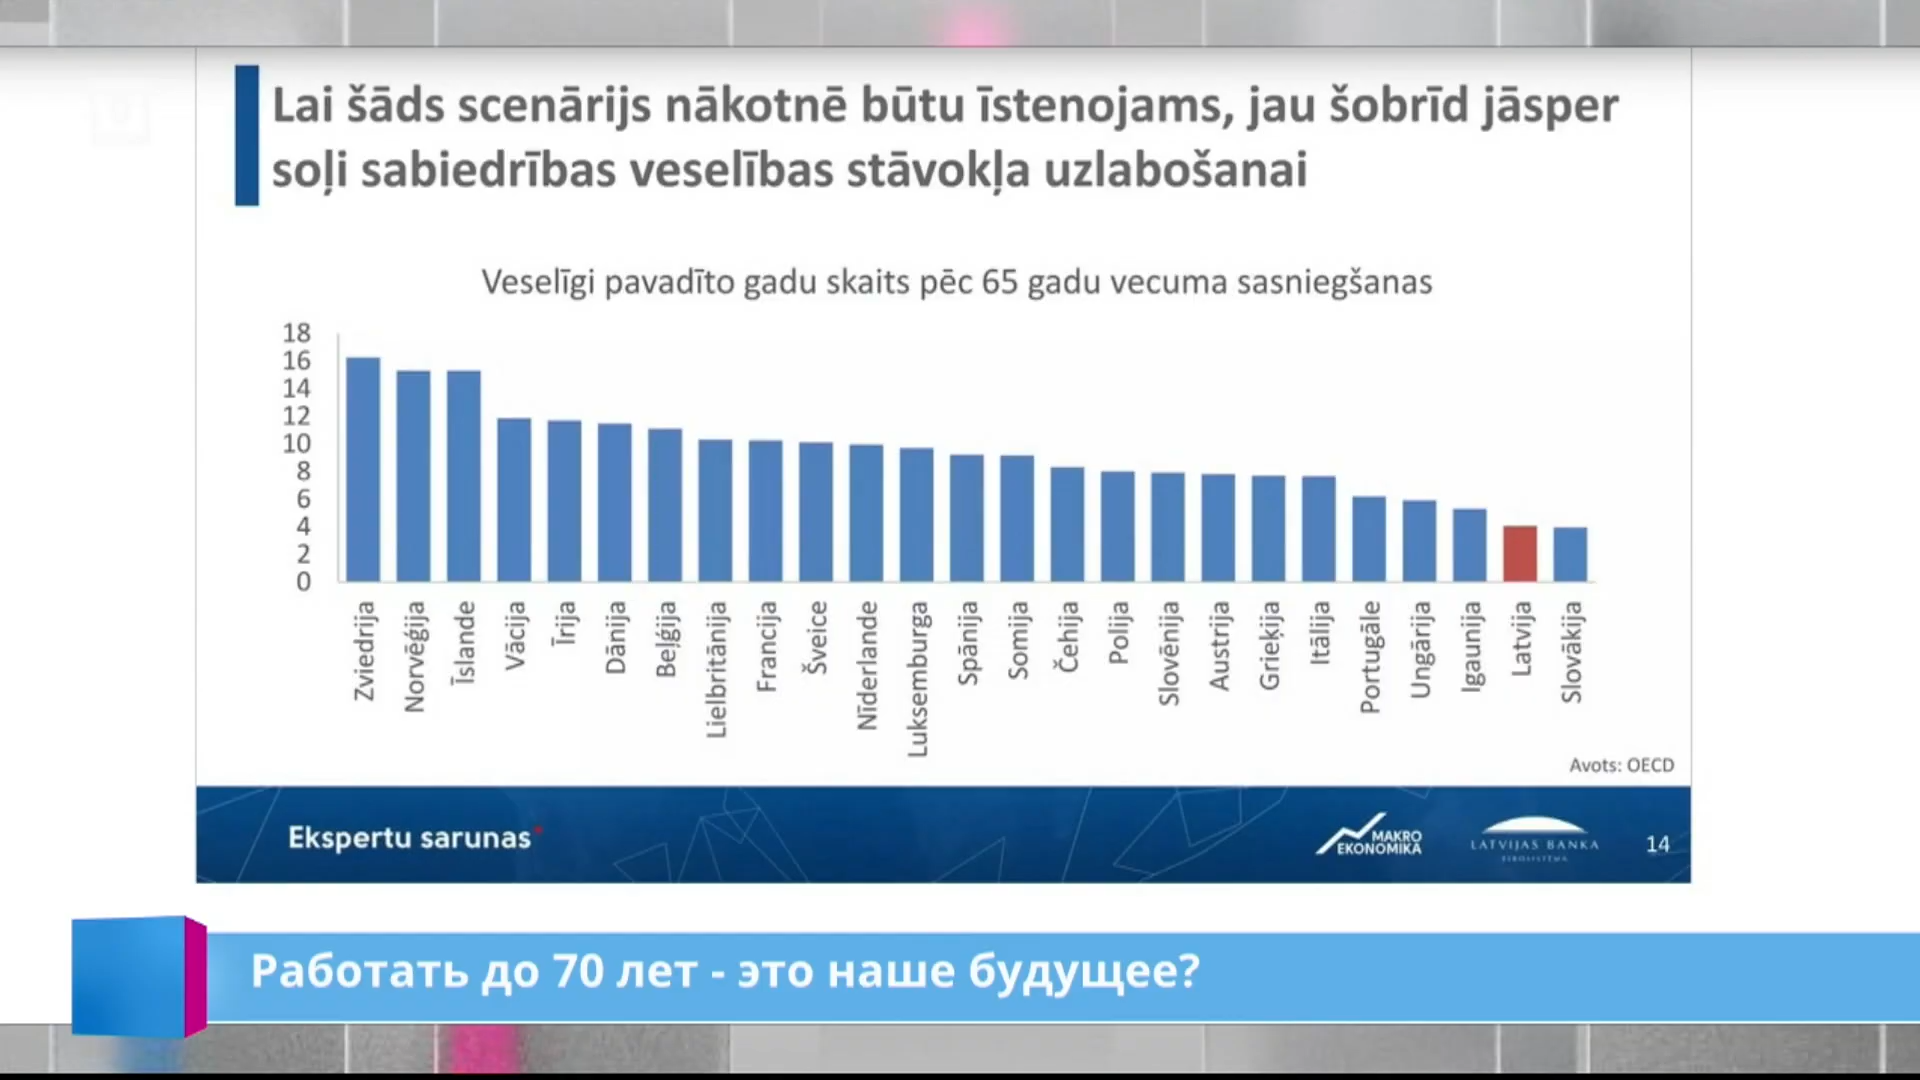 Lai šāds scenārijs nākotnē būtu īstenojams, jau šobrīd jāsper
soļi sabiedrības veselības stāvokļa uzlabošanai
Veselīgi pavadīto gadu skaits pēc 65 gadu vecuma sasniegšanas
18
16
14
12
10
8
6
4
2
0
Zviedrija
Norvēģija
Īslande
Vācija
Īrija
Dānija
Beļģija
Lielbritānija
Francija
Šveice
Nīderlande
Luksemburga
Spānija
Somija
Čehija
Polija
Slovēnija
Austrija
Grieķija
Itālija
Portugāle
Ungārija
Igaunija
Latvija
Slovākija
Avots: OECD
Ekspertu sarunas*
MAKRO
EKONOMIKA
LATVIJAS BANKA
EIROSISTĒMA
14
Работать до 70 лет - это наше будущее?